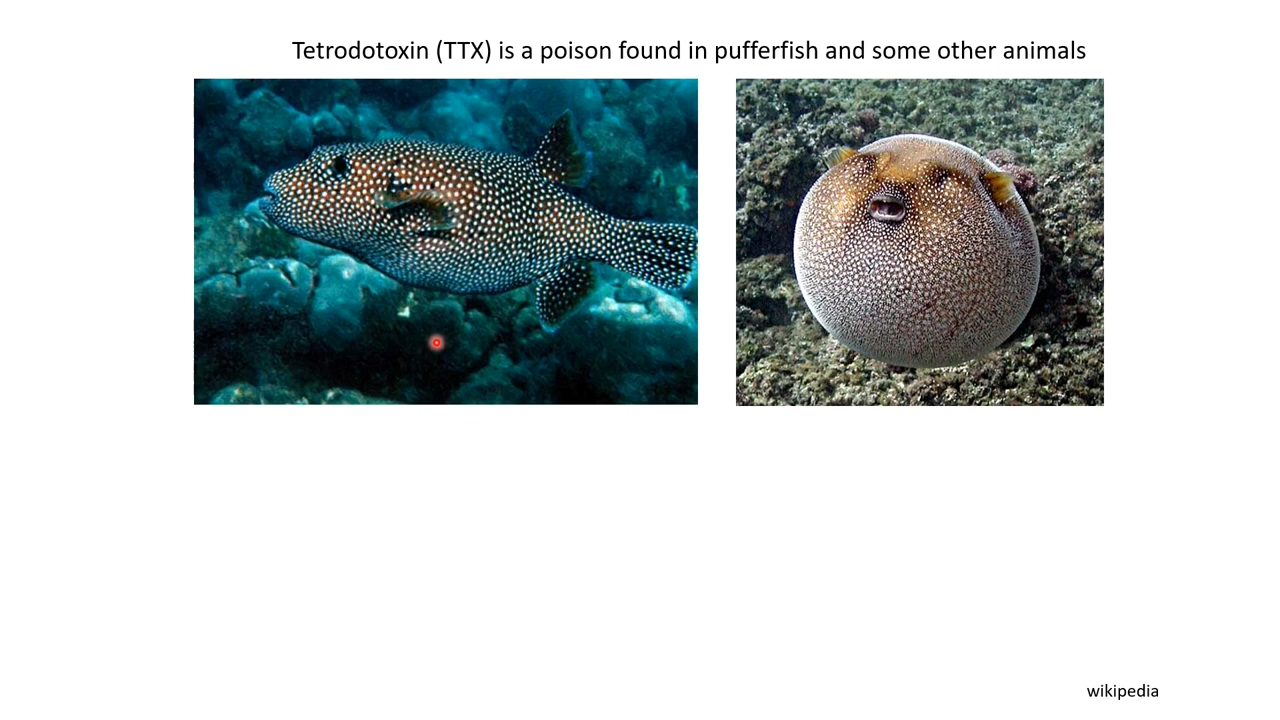 Tetrodotoxin (TTX) is a poison found in pufferfish and some other animals
wikipedia